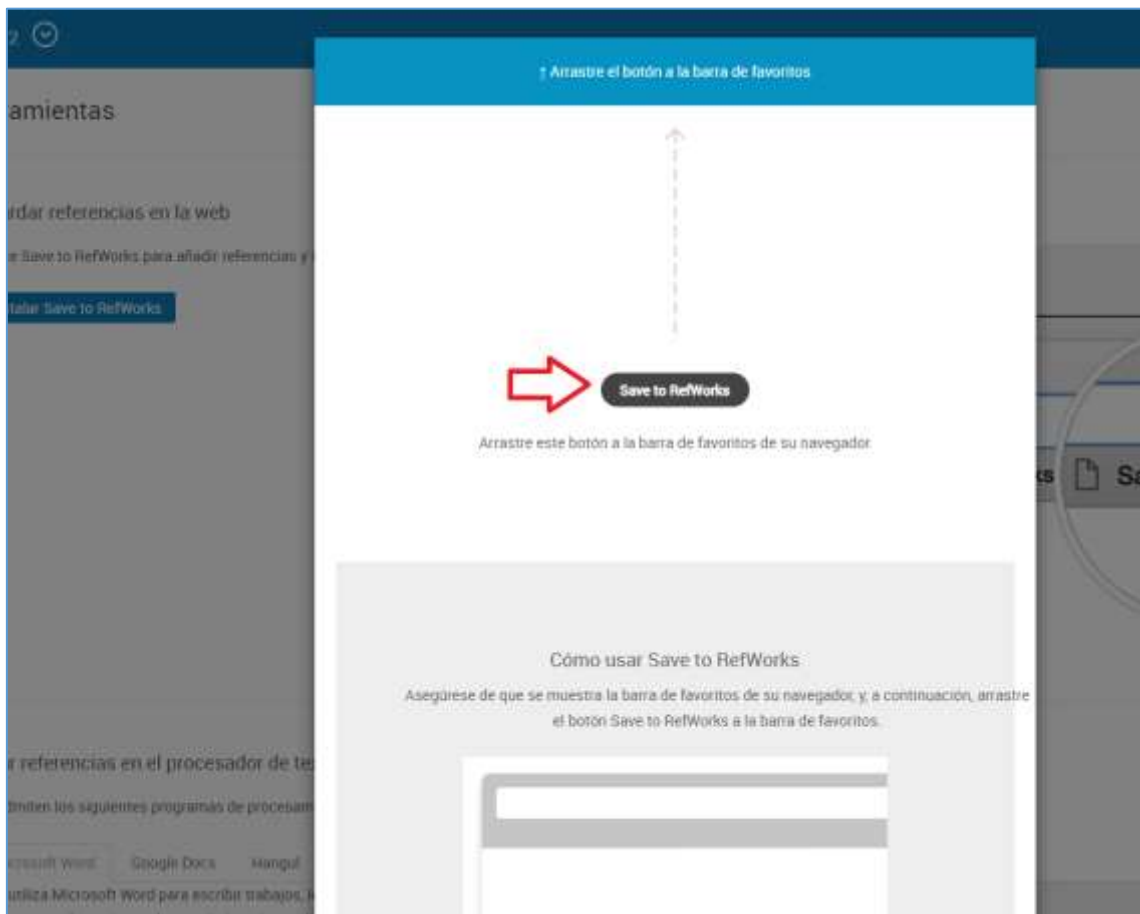 2
amientas
↑ Arrastre el botón a la barra de favoritos
rdar referencias en la web
e Save to RefWorks para añadir referencias y
talar Save to RefWorks
Save to RefWorks
Arrastre este botón a la barra de favoritos de su navegador.
ks
Sa
Cómo usar Save to RefWorks
Asegúrese de que se muestra la barra de favoritos de su navegador, y, a continuación, arrastre
el botón Save to RefWorks a la barra de favoritos.
r referencias en el procesador de te
dmiten los siguientes programas de procesam
crosoft Word Google Docs Hangul
utiliza Microsoft Word para escribir trabajos,